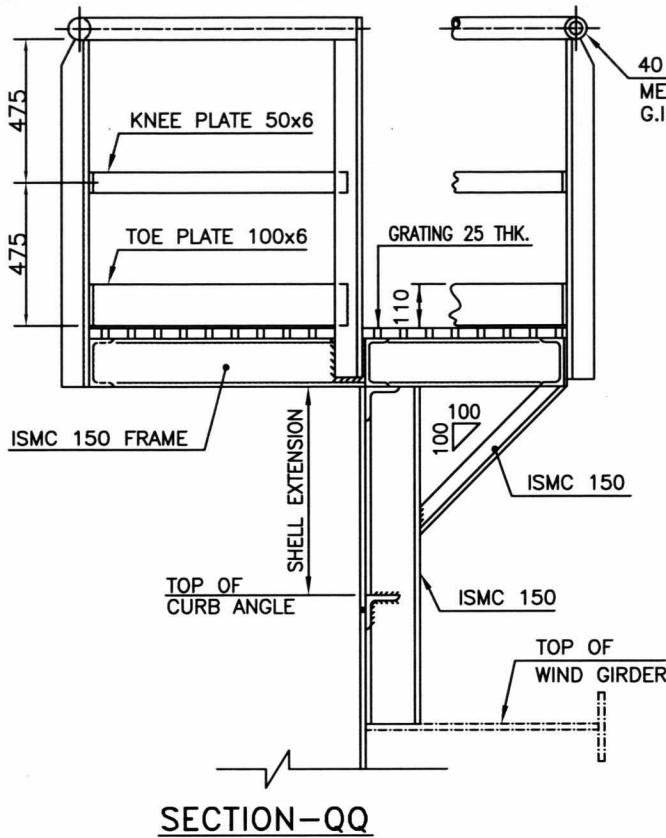 40
ME
G.I
475
KNEE PLATE 50x6
475
TOE PLATE 100x6
GRATING 25 THK.
110
100
100
ISMC 150 FRAME
SHELL EXTENSION
ISMC 150
TOP OF
CURB ANGLE
ISMC 150
TOP OF
WIND GIRDER
SECTION-QQ